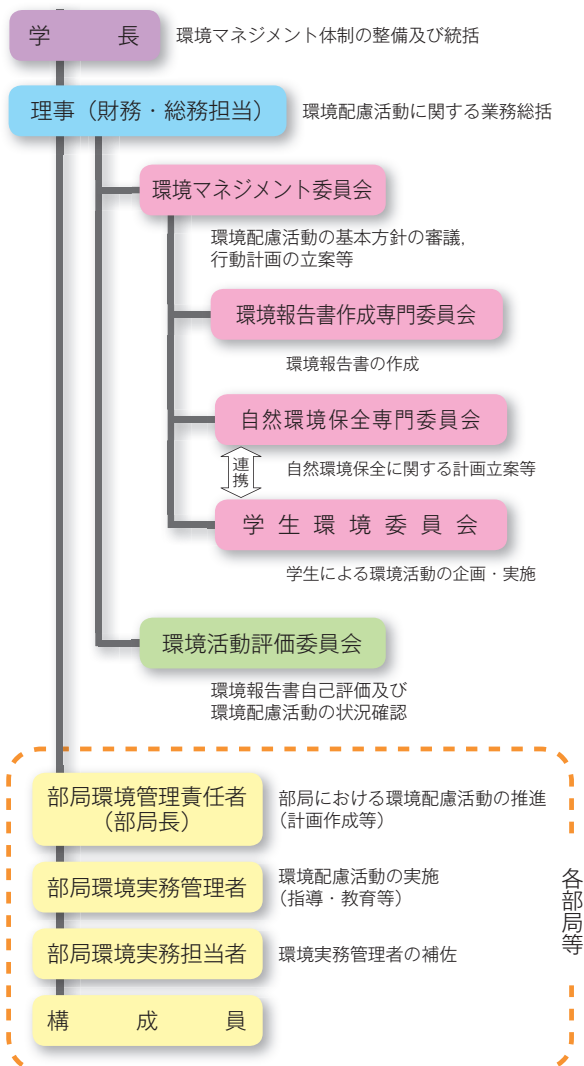 学長
環境マネジメント体制の整備及び統括
理事（財務・総務担当）
環境配慮活動に関する業務総括
環境マネジメント委員会
環境配慮活動の基本方針の審議,
行動計画の立案等
環境報告書作成専門委員会
環境報告書の作成
自然環境保全専門委員会
連携
自然環境保全に関する計画立案等
学生環境委員会
学生による環境活動の企画・実施
環境活動評価委員会
環境報告書自己評価及び
環境配慮活動の状況確認
部局環境管理責任者
（部局長）
部局における環境配慮活動の推進
（計画作成等）
部局環境実務管理者
環境配慮活動の実施
（指導・教育等）
部局環境実務担当者
環境実務管理者の補佐
構成員
各部局等